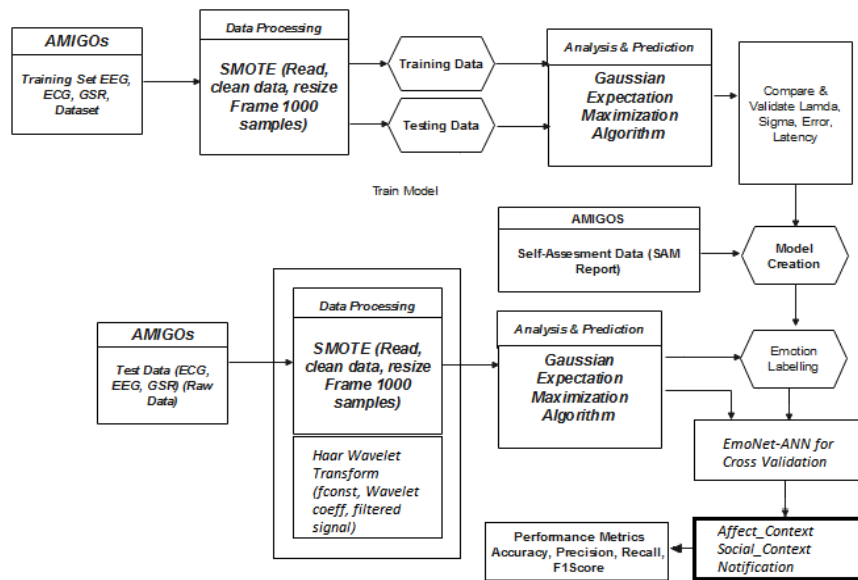 AMIGOs
Training Set EEG,
ECG, GSR,
Dataset
Data Processing
SMOTE (Read,
clean data, resize
Frame 1000
samples)
Training Data
Testing Data
Analysis & Prediction
Gaussian
Expectation
Maximization
Algorithm
Compare &
Validate Lamda,
Sigma, Error,
Latency
Train Model
AMIGOS
Self-Assesment Data (SAM
Report)
Model
Creation
AMIGOs
Test Data (ECG,
EEG, GSR) (Raw
Data)
Data Processing
SMOTE (Read,
clean data, resize
Frame 1000
samples)
Haar Wavelet
Transform
(fconst, Wavelet
coeff, filtered
signal)
Analysis & Prediction
Gaussian
Expectation
Maximization
Algorithm
Emotion
Labelling
EmoNet-ANN for
Cross Validation
Affect_Context
Social_Context
Notification
Performance Metrics
Accuracy, Precision, Recall,
F1Score